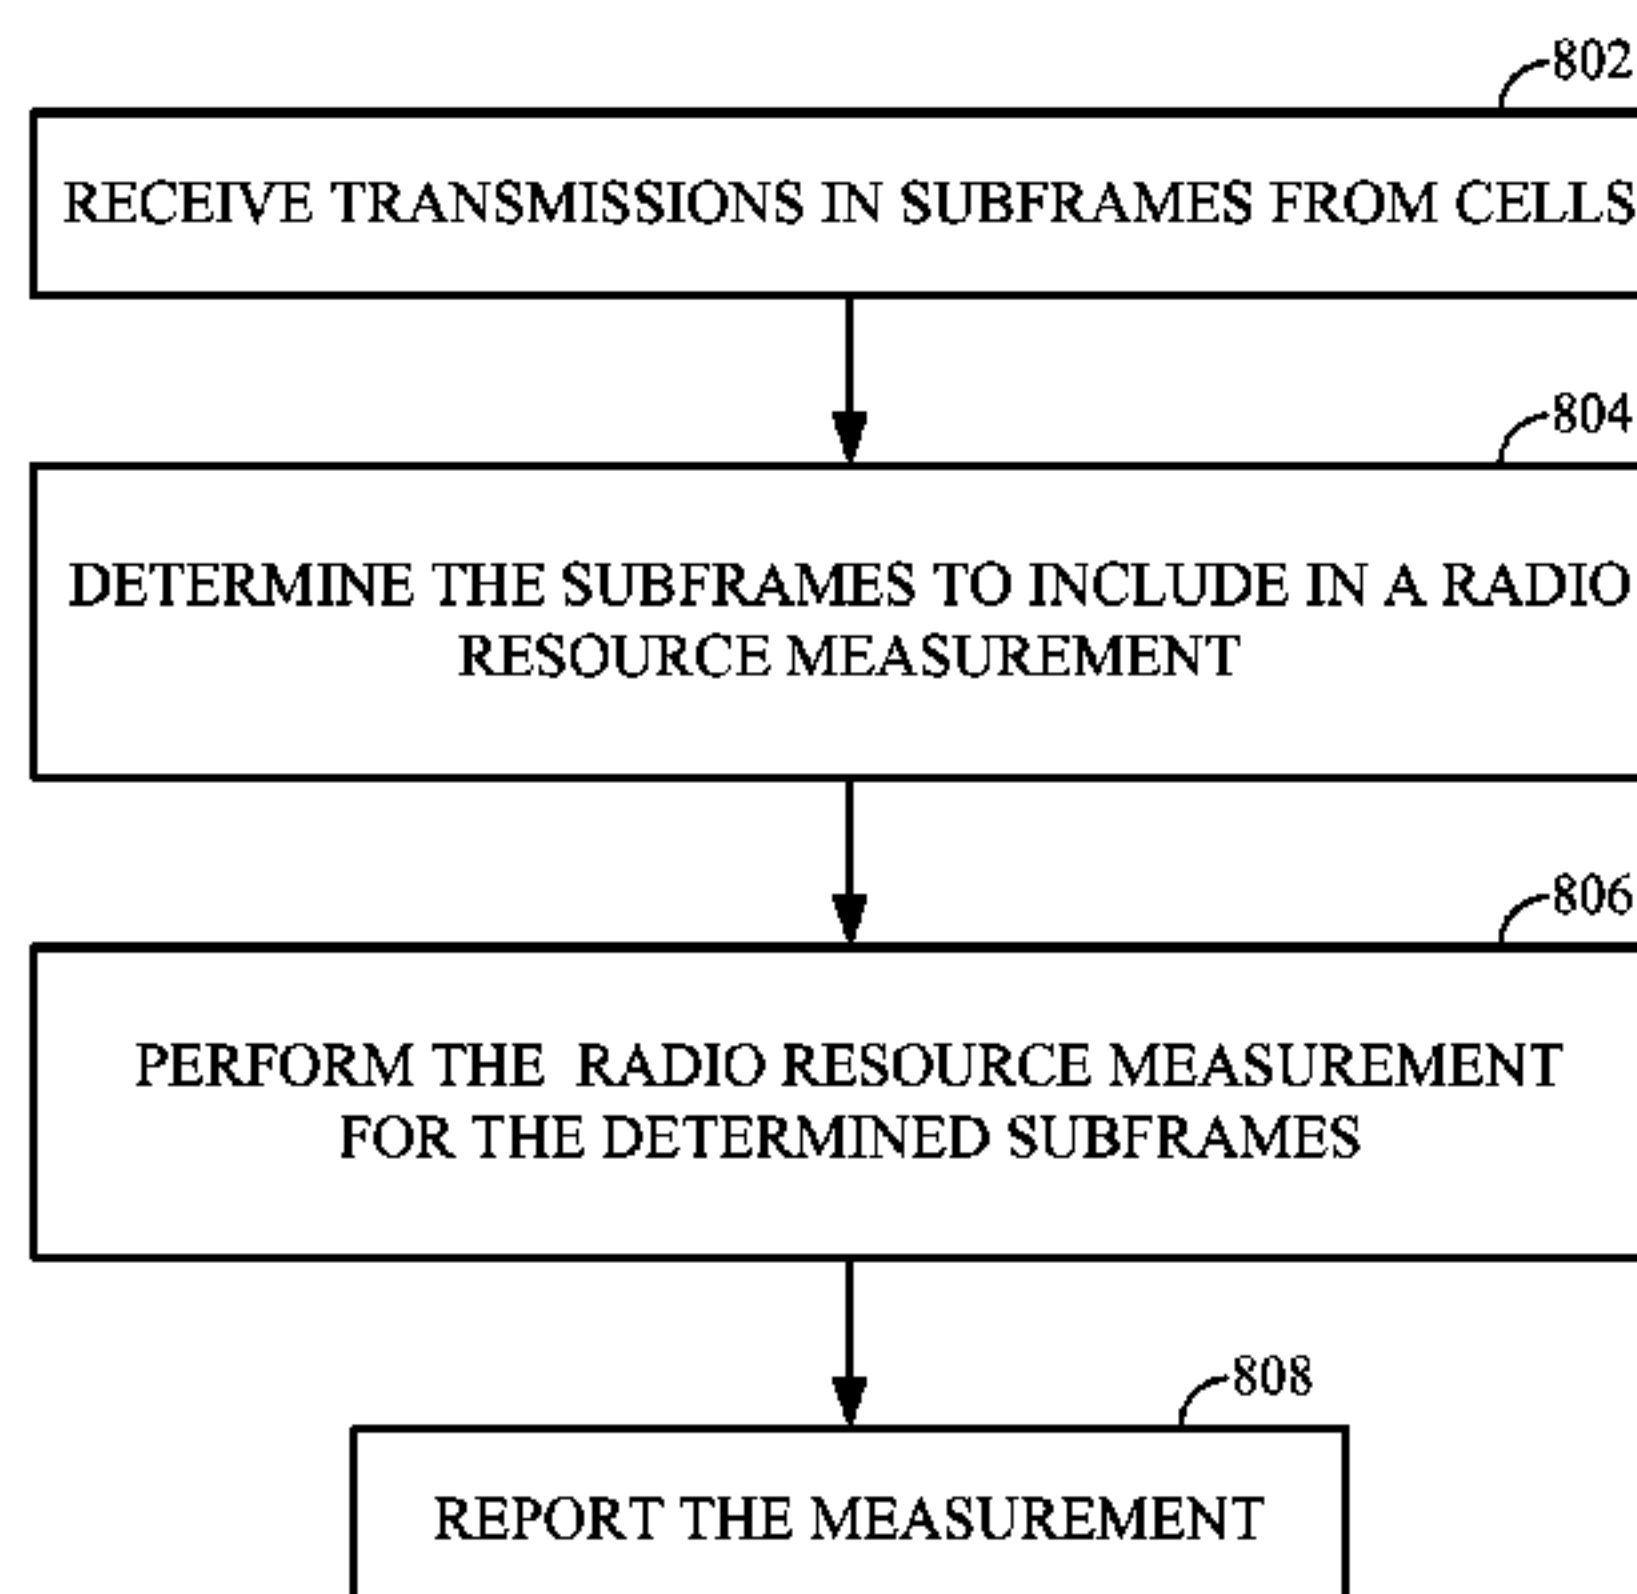 802
RECEIVE TRANSMISSIONS IN SUBFRAMES FROM CELLS
804
DETERMINE THE SUBFRAMES TO INCLUDE IN A RADIO
RESOURCE MEASUREMENT
806
PERFORM THE RADIO RESOURCE MEASUREMENT
FOR THE DETERMINED SUBFRAMES
808
REPORT THE MEASUREMENT